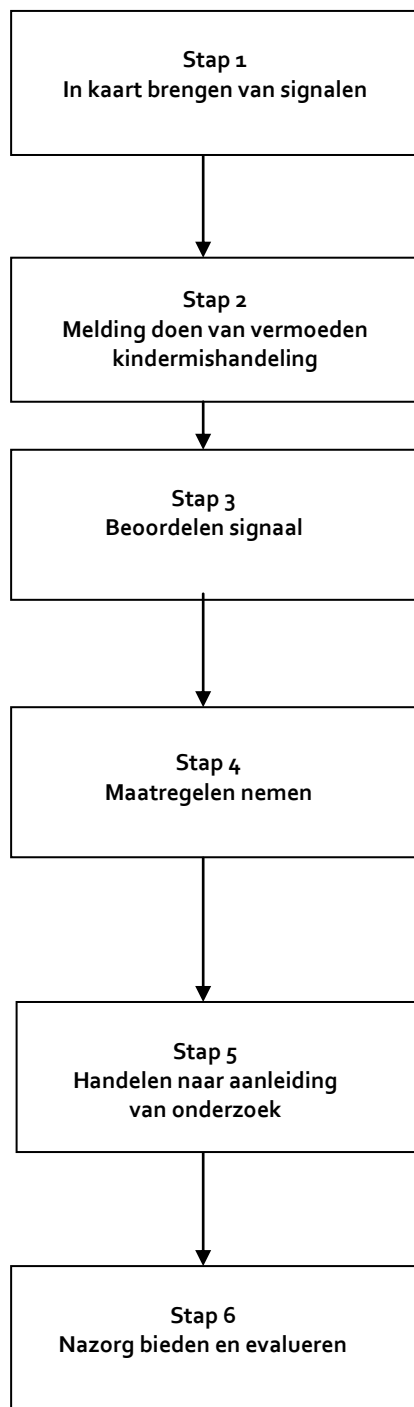 Stap 1
In kaart brengen van signalen
Stap 2
Melding doen van vermoeden
kindermishandeling
Stap 3
Beoordelen signaal
Stap 4
Maatregelen nemen
Stap 5
Handelen naar aanleiding
van onderzoek
Stap 6
Nazorg bieden en evalueren